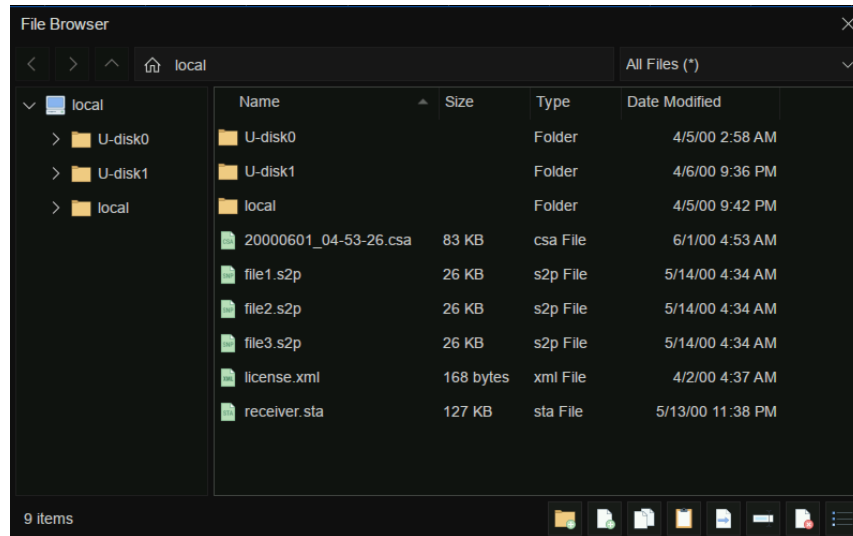 File Browser
local All Files (*)
local
U-disk0
U-disk1
local
Name Size Type Date Modified
U-disk0 Folder 4/5/00 2:58 AM
U-disk1 Folder 4/6/00 9:36 PM
local Folder 4/5/00 9:42 PM
20000601_04-53-26.csa 83 KB csa File 6/1/00 4:53 AM
file1.s2p 26 KB s2p File 5/14/00 4:34 AM
file2.s2p 26 KB s2p File 5/14/00 4:34 AM
file3.s2p 26 KB s2p File 5/14/00 4:34 AM
license.xml 168 bytes xml File 4/2/00 4:37 AM
receiver.sta 127 KB sta File 5/13/00 11:38 PM
9 items